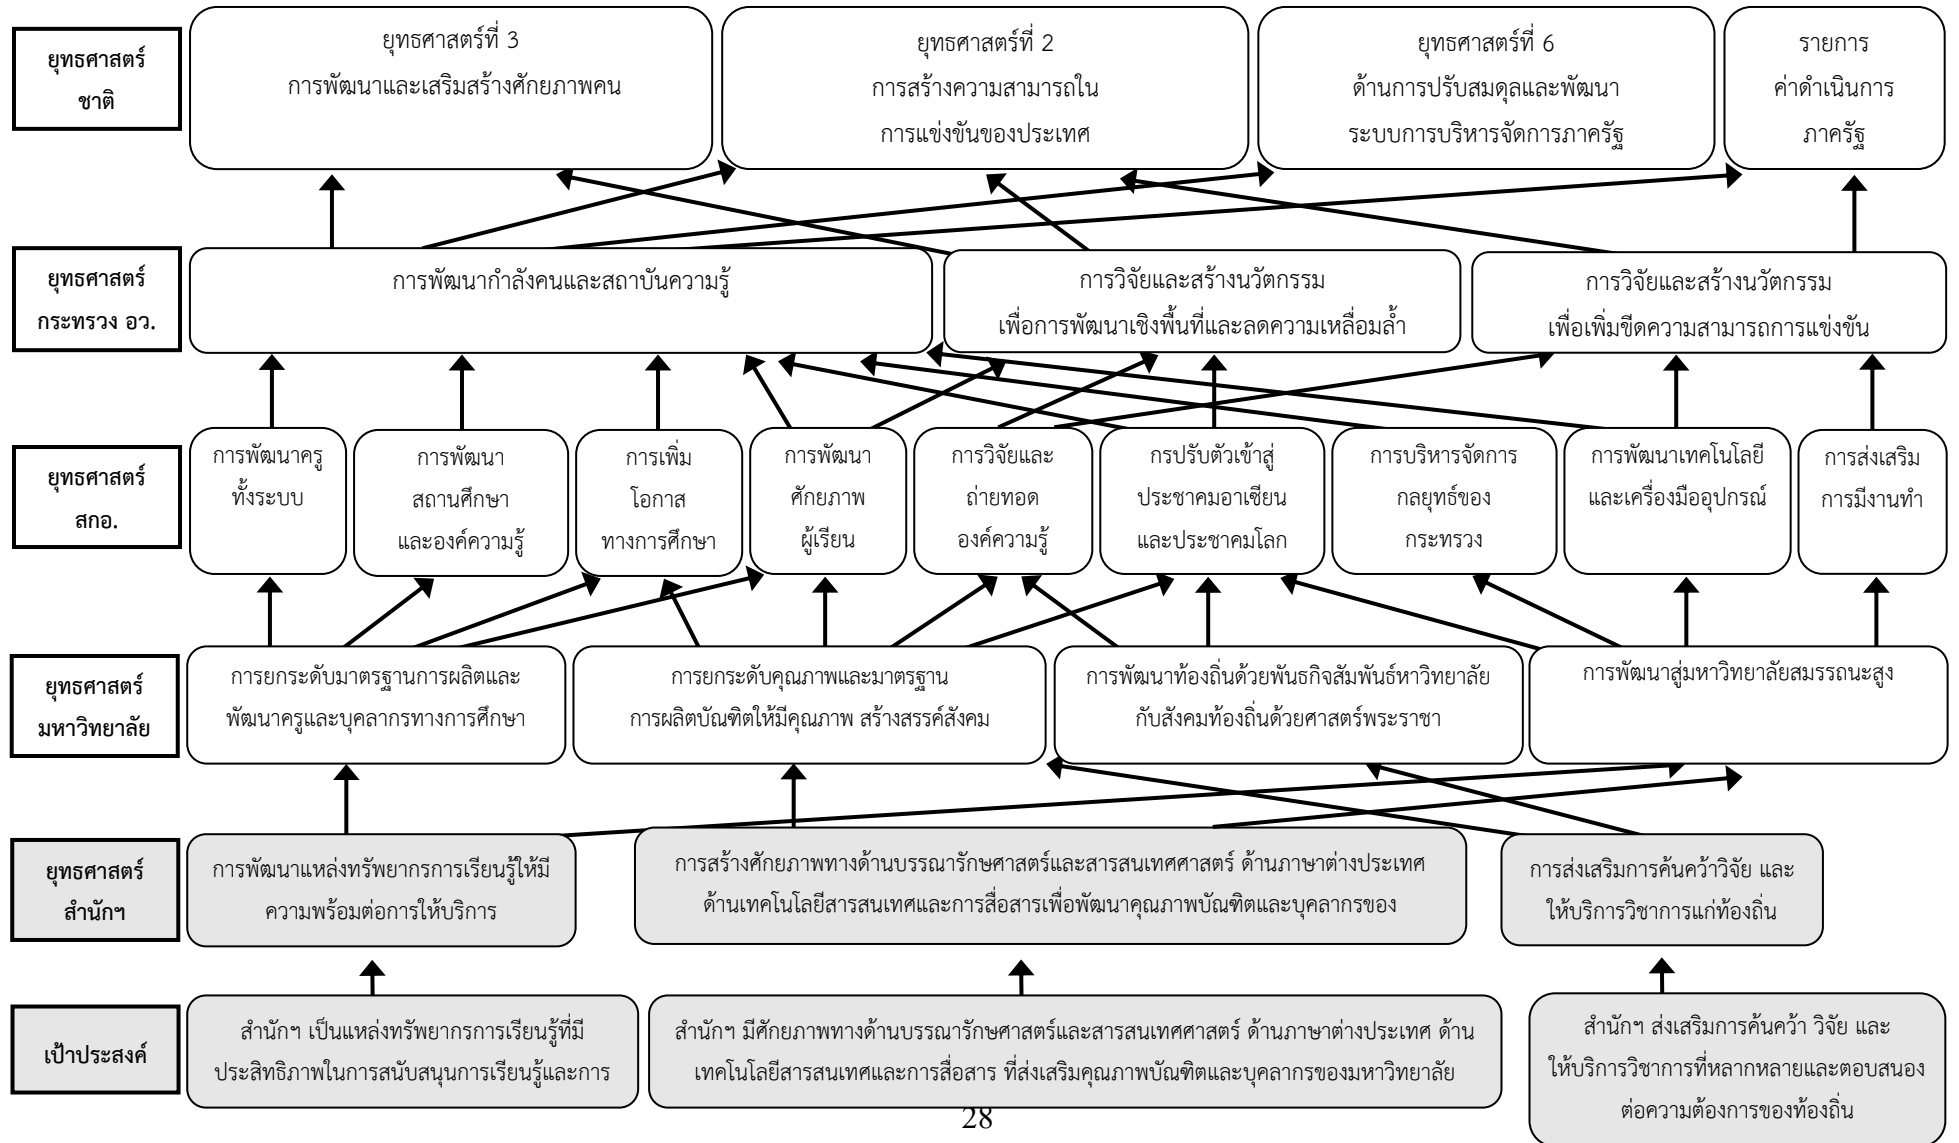 ยุทธศาสตร์
ชาติ
ยุทธศาสตร์ที่ 3
การพัฒนาและเสริมสร้างศักยภาพคน
ยุทธศาสตร์ที่ 2
การสร้างความสามารถใน
การแข่งขันของประเทศ
ยุทธศาสตร์ที่ 6
ด้านการปรับสมดุลและพัฒนา
ระบบการบริหารจัดการภาครัฐ
รายการ
ค่าดำเนินการ
ภาครัฐ
ยุทธศาสตร์
กระทรวง อว.
การพัฒนากำลังคนและสถาบันความรู้
การวิจัยและสร้างนวัตกรรม
เพื่อการพัฒนาเชิงพื้นที่และลดความเหลื่อมล้ำ
การวิจัยและสร้างนวัตกรรม
เพื่อเพิ่มขีดความสามารถการแข่งขัน
ยุทธศาสตร์
สกอ.
การพัฒนาครู
ทั้งระบบ
การพัฒนา
สถานศึกษา
และองค์ความรู้
การเพิ่ม
โอกาส
ทางการศึกษา
การพัฒนา
ศักยภาพ
ผู้เรียน
การวิจัยและ
ถ่ายทอด
องค์ความรู้
กรปรับตัวเข้าสู่
ประชาคมอาเซียน
และประชาคมโลก
การบริหารจัดการ
กลยุทธ์ของ
กระทรวง
การพัฒนาเทคโนโลยี
และเครื่องมืออุปกรณ์
การส่งเสริม
การมีงานทำ
ยุทธศาสตร์
มหาวิทยาลัย
การยกระดับมาตรฐานการผลิตและ
พัฒนาครูและบุคลากรทางการศึกษา
การยกระดับคุณภาพและมาตรฐาน
การผลิตบัณฑิตให้มีคุณภาพ สร้างสรรค์สังคม
การพัฒนาท้องถิ่นด้วยพันธกิจสัมพันธ์หาวิทยาลัย
กับสังคมท้องถิ่นด้วยศาสตร์พระราชา
การพัฒนาสู่มหาวิทยาลัยสมรรถนะสูง
ยุทธศาสตร์
สำนักฯ
การพัฒนาแหล่งทรัพยากรการเรียนรู้ให้มี
ความพร้อมต่อการให้บริการ
การสร้างศักยภาพทางด้านบรรณารักษศาสตร์และสารสนเทศศาสตร์ ด้านภาษาต่างประเทศ
ด้านเทคโนโลยีสารสนเทศและการสื่อสารเพื่อพัฒนาคุณภาพบัณฑิตและบุคลากรของ
การส่งเสริมการค้นคว้าวิจัย และ
ให้บริการวิชาการแก่ท้องถิ่น
เป้าประสงค์
สำนักฯ เป็นแหล่งทรัพยากรการเรียนรู้ที่มี
ประสิทธิภาพในการสนับสนุนการเรียนรู้และการ
สำนักฯ มีศักยภาพทางด้านบรรณารักษศาสตร์และสารสนเทศศาสตร์ ด้านภาษาต่างประเทศ ด้าน
เทคโนโลยีสารสนเทศและการสื่อสาร ที่ส่งเสริมคุณภาพบัณฑิตและบุคลากรของมหาวิทยาลัย
สำนักฯ ส่งเสริมการค้นคว้า วิจัย และ
ให้บริการวิชาการที่หลากหลายและตอบสนอง
ต่อความต้องการของท้องถิ่น
28